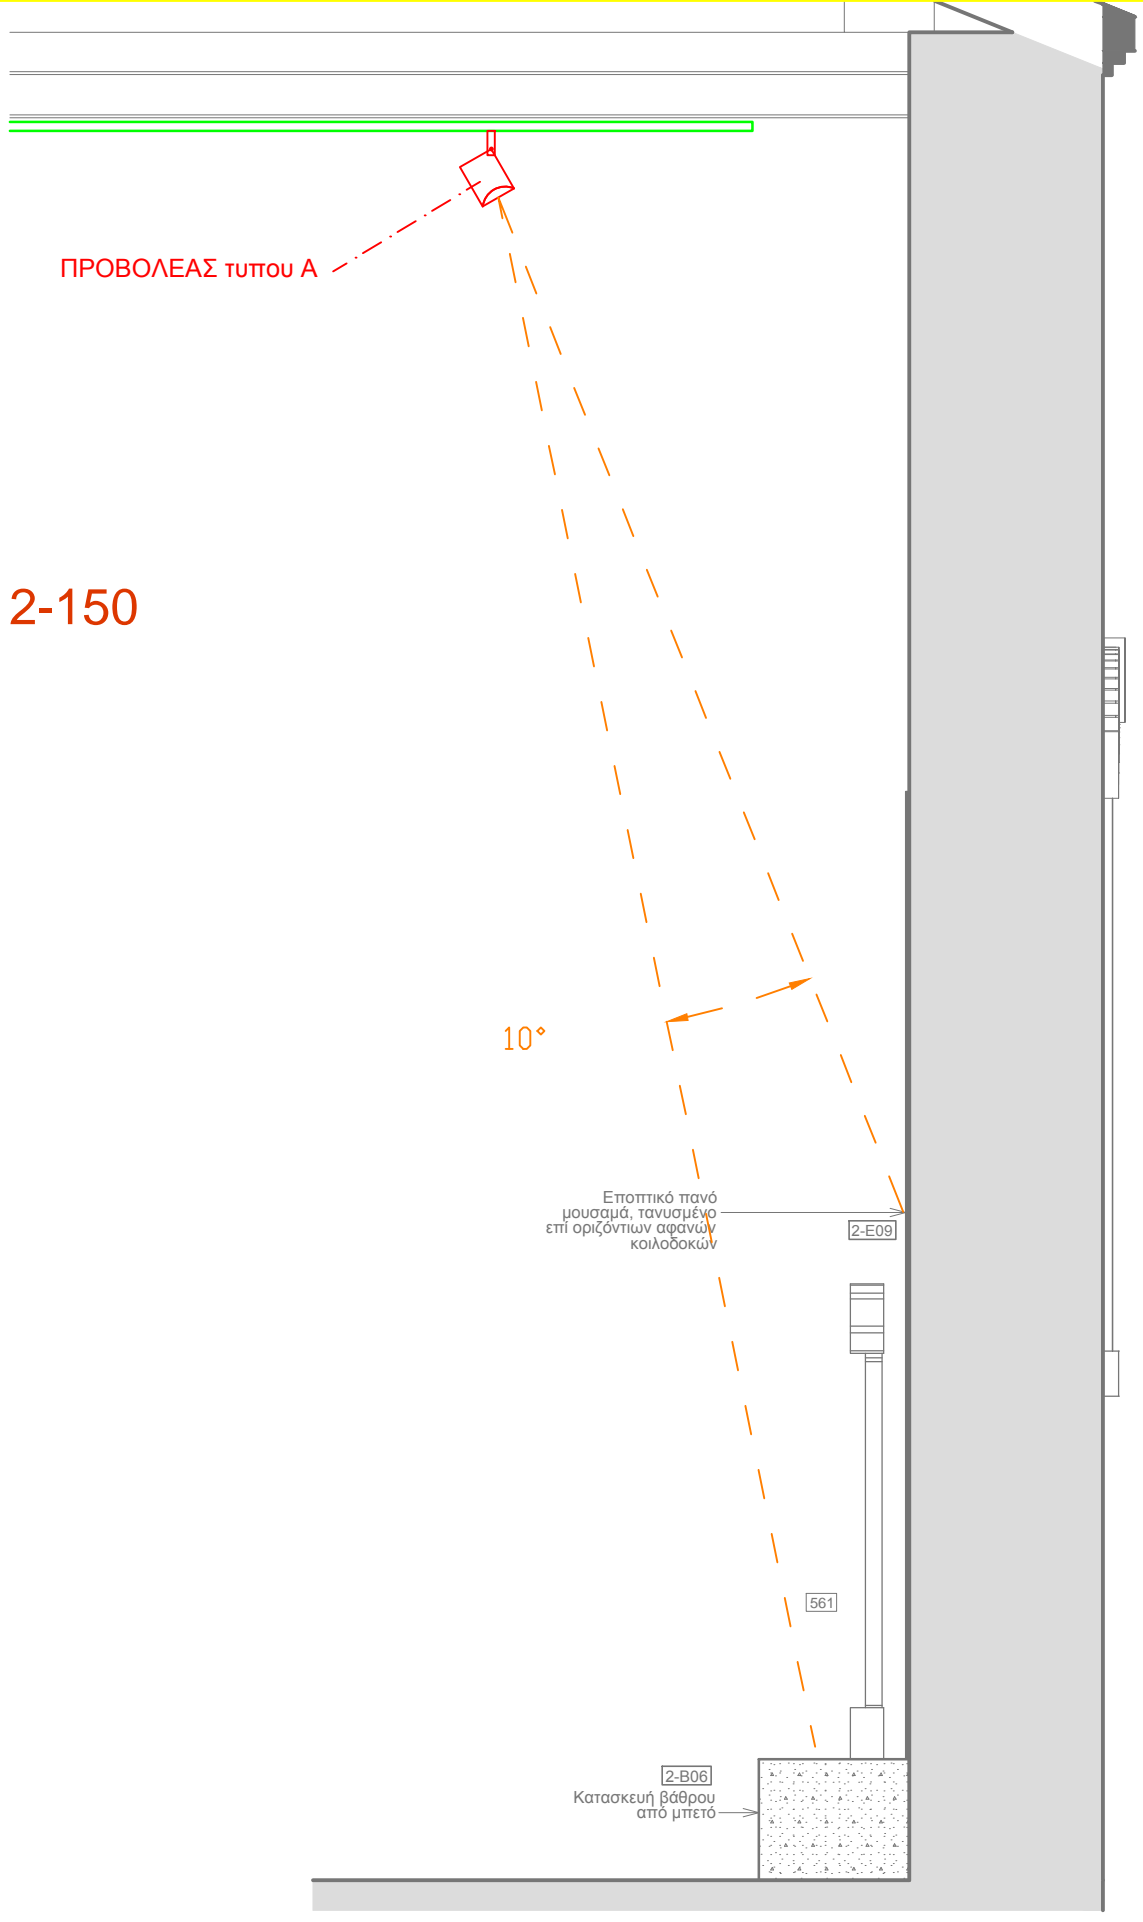 ΠΡΟΒΟΛΕΑΣ τυπου Α
2-150
10°
Εποπτικό πανό
μουσαμά, τανυσμένο
επί οριζόντιων αφανών
κοιλοδοκών
2-E09
561
2-B06
Κατασκευή βάθρου
από μπετό